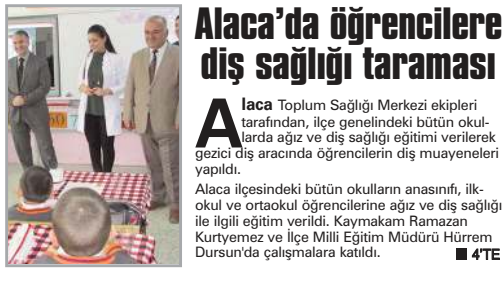 Alaca'da öğrencilere
diş sağlığı taraması
Alaca Toplum Sağlığı Merkezi ekipleri
tarafından, ilçe genelindeki bütün okul-
larda ağız ve diş sağlığı eğitimi verilerek
gezici diş aracında öğrencilerin diş muayeneleri
yapıldı.
Alaca ilçesindeki bütün okulların anasınıfı, ilk-
okul ve ortaokul öğrencilerine ağız ve diş sağlığı
ile ilgili eğitim verildi. Kaymakam Ramazan
Kurtyemez ve İlçe Milli Eğitim Müdürü Hürrem
Dursun'da çalışmalara katıldı.
■ 4'TE